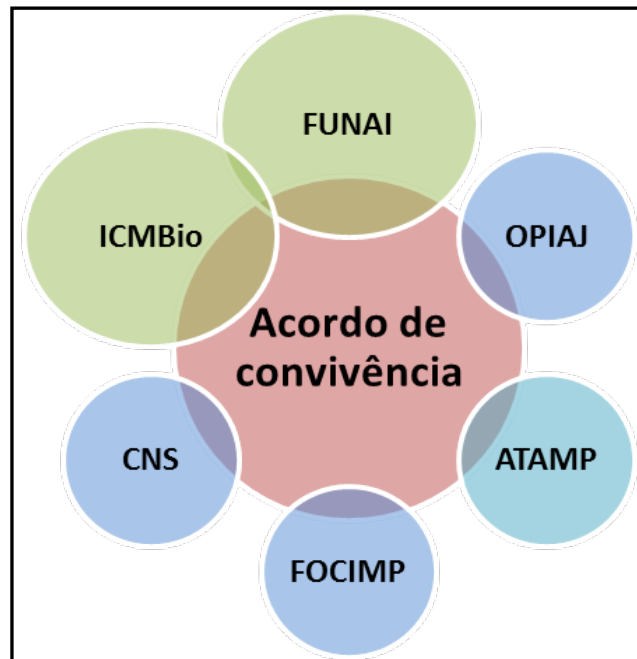 FUNAI
ICMBio
OPIAJ
Acordo de
convivência
CNS
ATAMP
FOCIMP